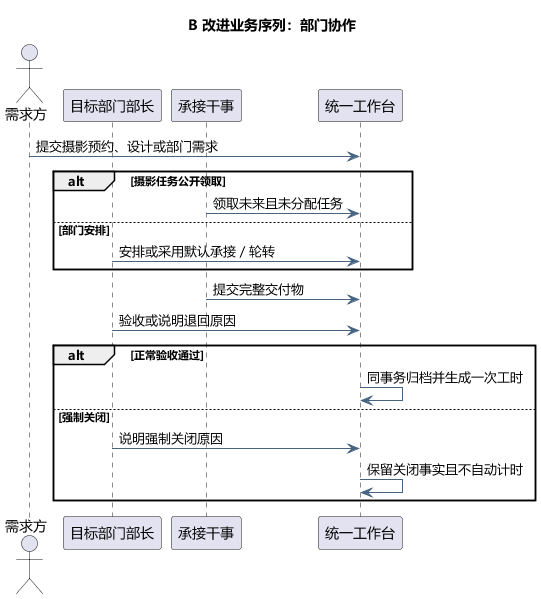 B 改进业务序列：部门协作
需求方
目标部门部长
承接干事
统一工作台
提交摄影预约、设计或部门需求
alt
[摄影任务公开领取]
领取未来且未分配任务
[部门安排]
安排或采用默认承接 / 轮转
提交完整交付物
验收或说明退回原因
alt
[正常验收通过]
同事务归档并生成一次工时
[强制关闭]
说明强制关闭原因
保留关闭事实且不自动计时
需求方
目标部门部长
承接干事
统一工作台